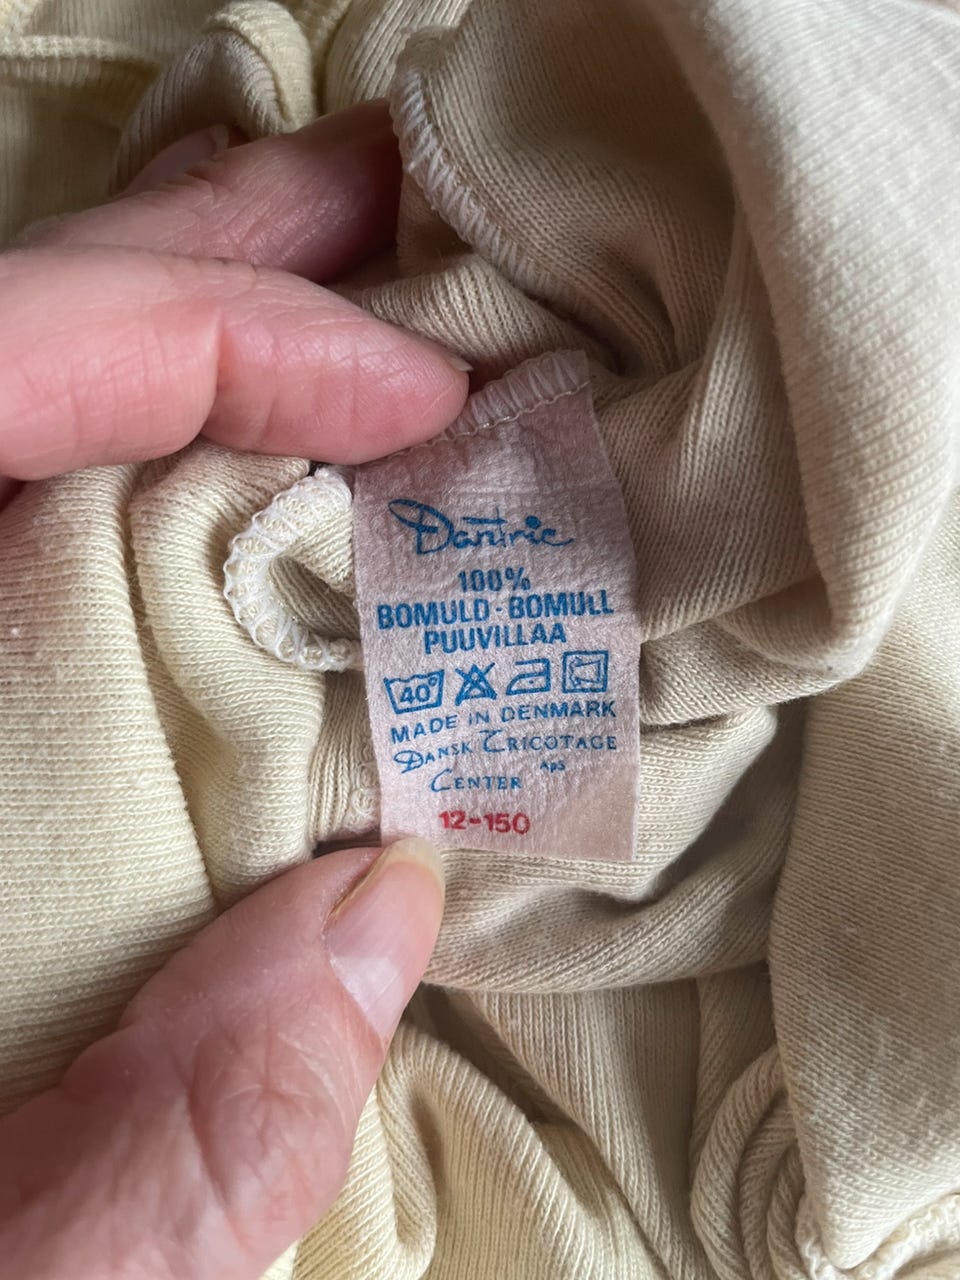 Dantric
100%
BOMULD - BOMULL
PUUVILLAA
40°
MADE IN DENMARK
DANSK TRICOTAGE
CENTER APS
12-150